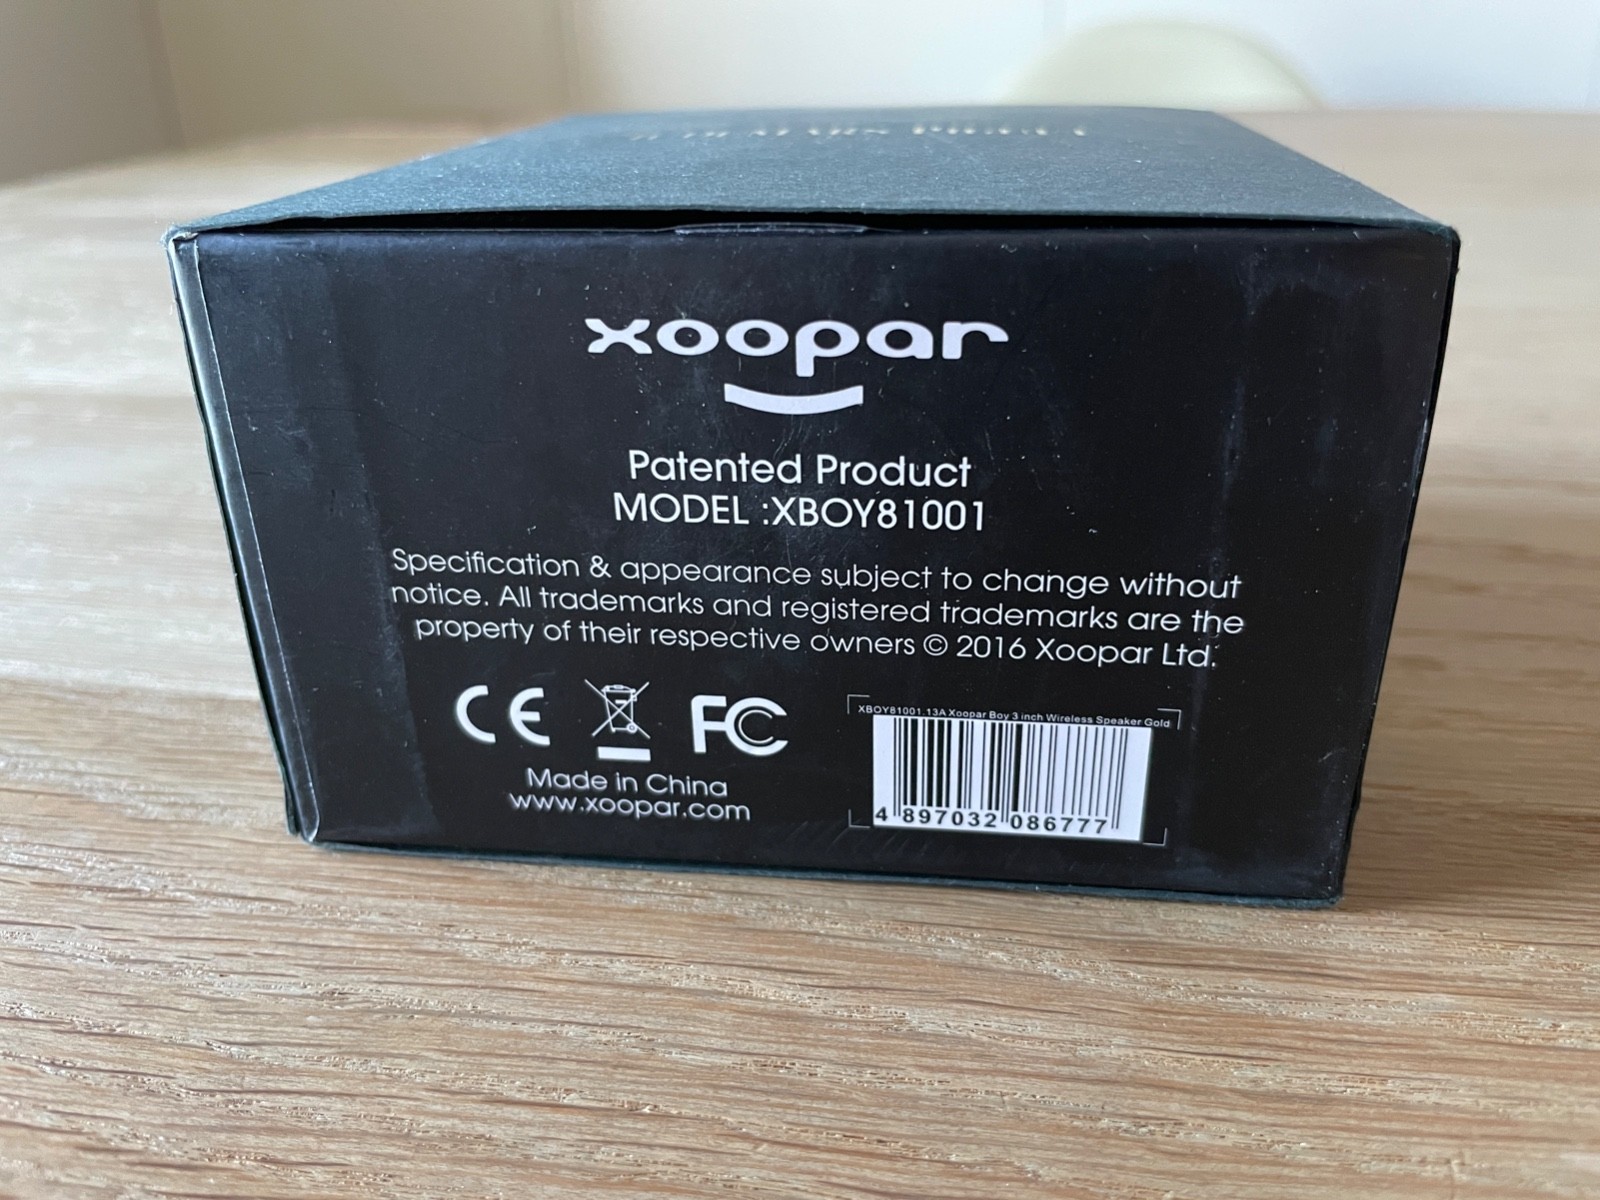 xoopar
Patented Product
MODEL :XBOY81001
Specification & appearance subject to change without
notice. All trademarks and registered trademarks are the
property of their respective owners © 2016 Xoopar Ltd.
CE FC
Made in China
www.xoopar.com
XBOY81001.13A Xoopar Boy 3 inch Wireless Speaker Gold
4 897032 086777